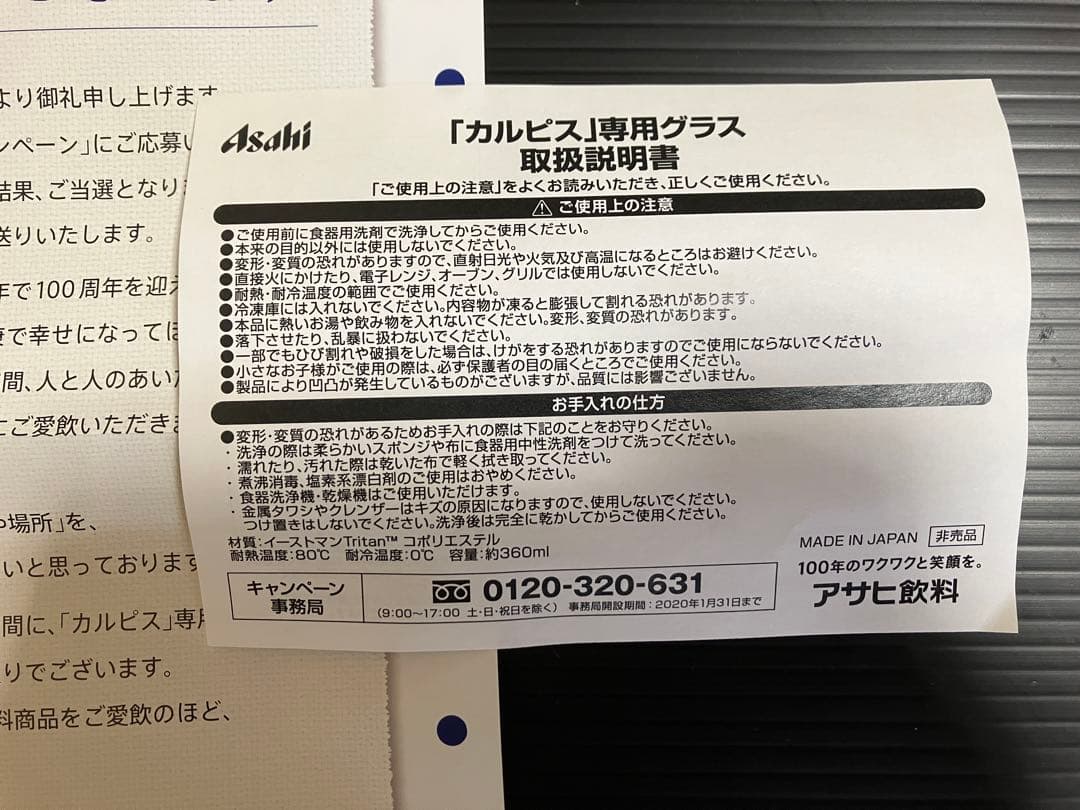 より御礼申し上げます
ンペーン」にご応募い
結果、ご当選となり
送りいたします。
年で100周年を迎え
康で幸せになってほ
間、人と人のあいだ
にご愛飲いただきま
や場所」を、
いと思っております
間に、「カルピス」専用
りでございます。
料商品をご愛飲のほど、
Asahi
「カルピス」専用グラス
取扱説明書
「ご使用上の注意」をよくお読みいただき、正しくご使用ください。
⚠ ご使用上の注意
●ご使用前に食器用洗剤で洗浄してからご使用ください。
●本来の目的以外には使用しないでください。
●変形・変質の恐れがありますので、直射日光や火気及び高温になるところはお避けください。
●直接火にかけたり、電子レンジ、オーブン、グリルでは使用しないでください。
●耐熱・耐冷温度の範囲でご使用ください。
●冷凍庫には入れないでください。内容物が凍ると膨張して割れる恐れがあります。
●本品に熱いお湯や飲み物を入れないでください。変形、変質の恐れがあります。
●落下させたり、乱暴に扱わないでください。
●一部でもひび割れや破損をした場合は、けがをする恐れがありますのでご使用にならないでください。
●小さなお子様がご使用の際は、必ず保護者の目の届くところでご使用ください。
●製品により凹凸が発生しているものがございますが、品質には影響ございません。
お手入れの仕方
●変形・変質の恐れがあるためお手入れの際は下記のことをお守りください。
・洗浄の際は柔らかいスポンジや布に食器用中性洗剤をつけて洗ってください。
・濡れたり、汚れた際は乾いた布で軽く拭き取ってください。
・煮沸消毒、塩素系漂白剤のご使用はおやめください。
・食器洗浄機・乾燥機はご使用いただけます。
・金属タワシやクレンザーはキズの原因になりますので、使用しないでください。
つけ置きはしないでください。洗浄後は完全に乾かしてからご使用ください。
材質：イーストマンTritan™ コポリエステル
耐熱温度：80℃ 耐冷温度：0℃ 容量：約360ml
キャンペーン
事務局
0120-320-631
(9:00～17:00 土・日・祝日を除く) 事務局開設期間：2020年1月31日まで
MADE IN JAPAN 非売品
100年のワクワクと笑顔を。
アサヒ飲料